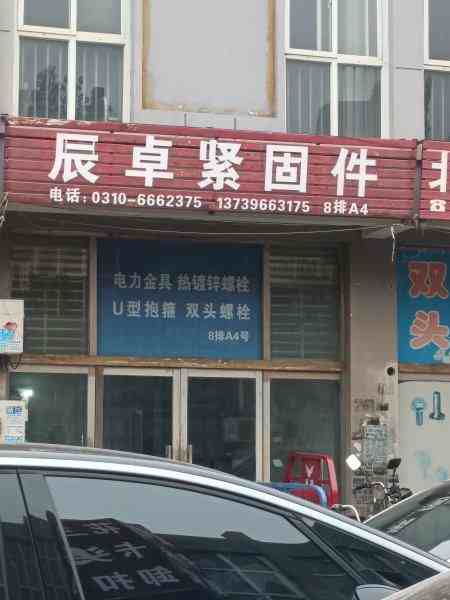 辰卓紧固件
电话:0310-6662375 13739663175 8排A4
电力金具 热镀锌螺栓
U型抱箍 双头螺栓
8排A4号
双
头